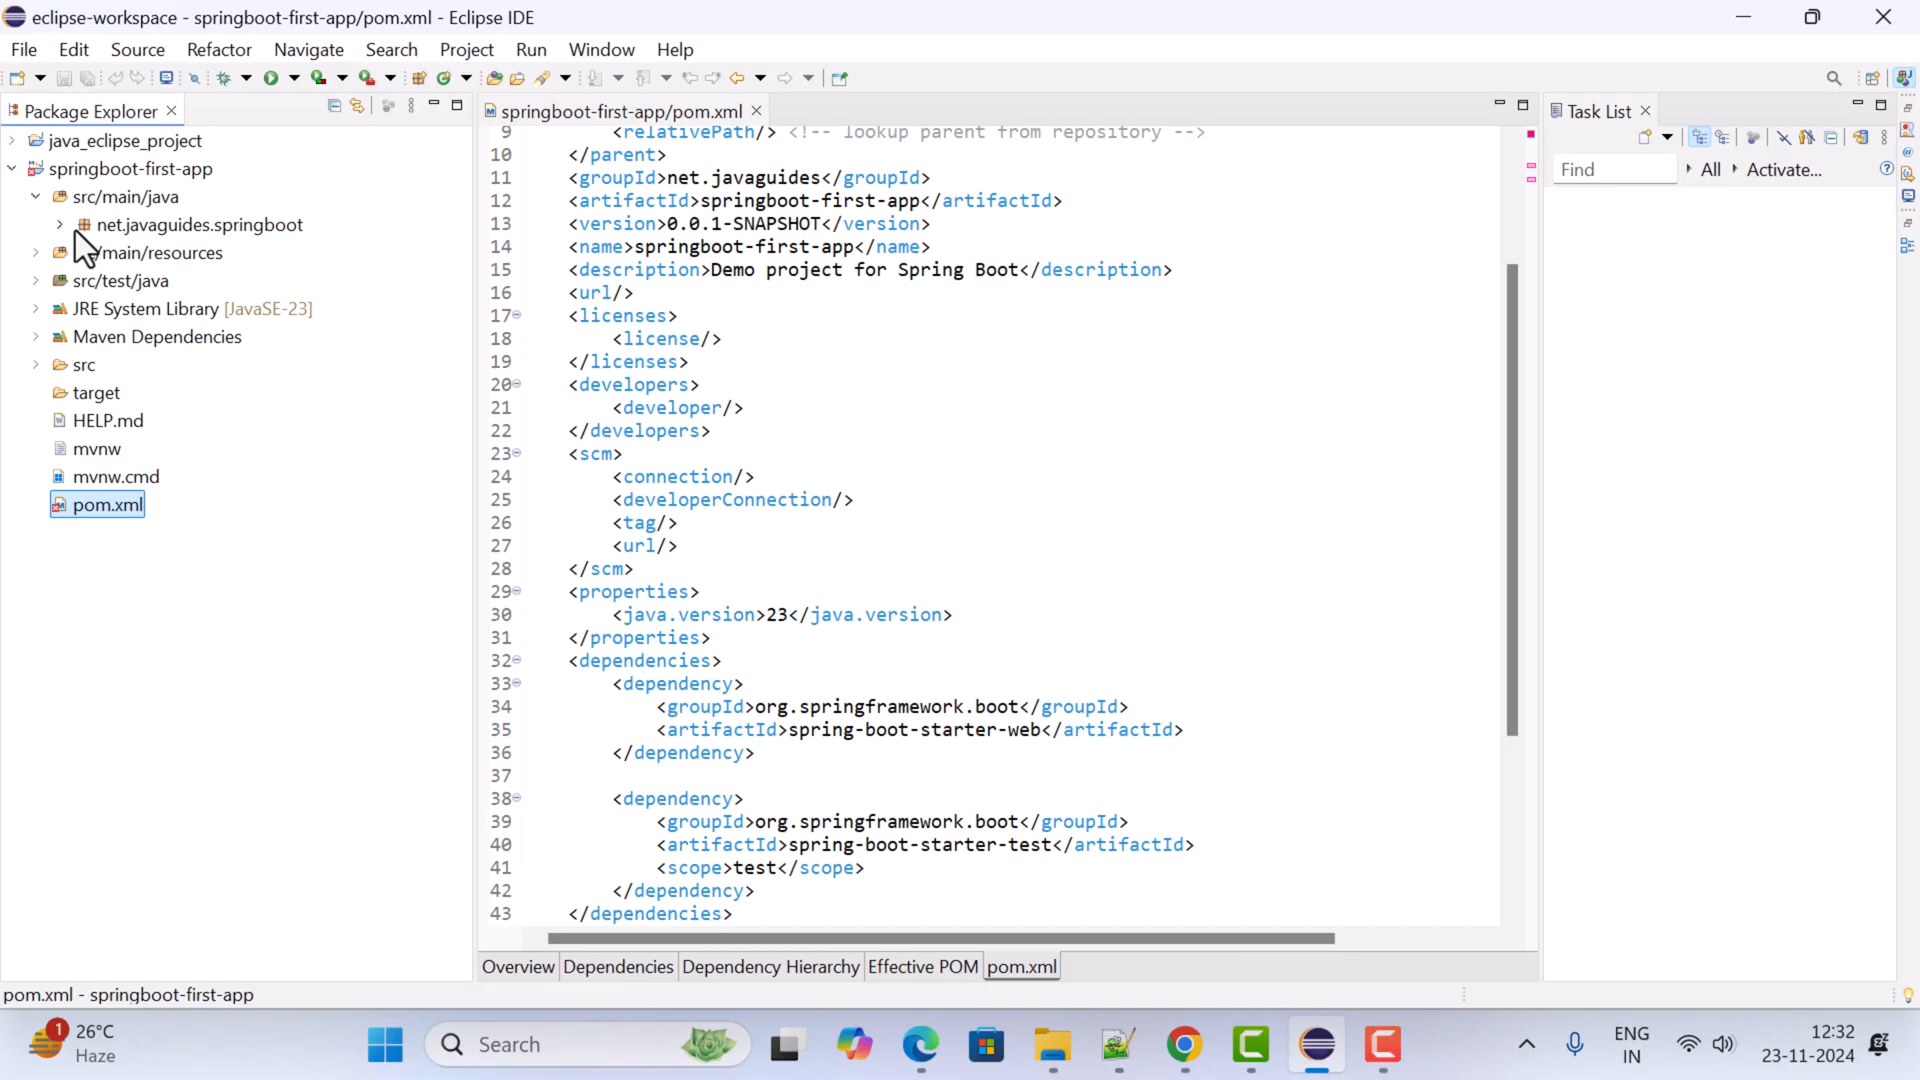 eclipse-workspace - springboot-first-app/pom.xml - Eclipse IDE
File Edit Source Refactor Navigate Search Project Run Window Help
Package Explorer
java_eclipse_project
springboot-first-app
src/main/java
net.javaguides.springboot
/main/resources
src/test/java
JRE System Library [JavaSE-23]
Maven Dependencies
src
target
HELP.md
mvnw
mvnw.cmd
pom.xml
springboot-first-app/pom.xml
9 <relativePath/> <!-- lookup parent from repository -->
10 </parent>
11 <groupId>net.javaguides</groupId>
12 <artifactId>springboot-first-app</artifactId>
13 <version>0.0.1-SNAPSHOT</version>
14 <name>springboot-first-app</name>
15 <description>Demo project for Spring Boot</description>
16 <url/>
17 <licenses>
18 <license/>
19 </licenses>
20 <developers>
21 <developer/>
22 </developers>
23 <scm>
24 <connection/>
25 <developerConnection/>
26 <tag/>
27 <url/>
28 </scm>
29 <properties>
30 <java.version>23</java.version>
31 </properties>
32 <dependencies>
33 <dependency>
34 <groupId>org.springframework.boot</groupId>
35 <artifactId>spring-boot-starter-web</artifactId>
36 </dependency>
37
38 <dependency>
39 <groupId>org.springframework.boot</groupId>
40 <artifactId>spring-boot-starter-test</artifactId>
41 <scope>test</scope>
42 </dependency>
43 </dependencies>
Overview Dependencies Dependency Hierarchy Effective POM pom.xml
Task List
Find All Activate...
pom.xml - springboot-first-app
1 26°C
Haze
Search
ENG
IN
12:32
23-11-2024